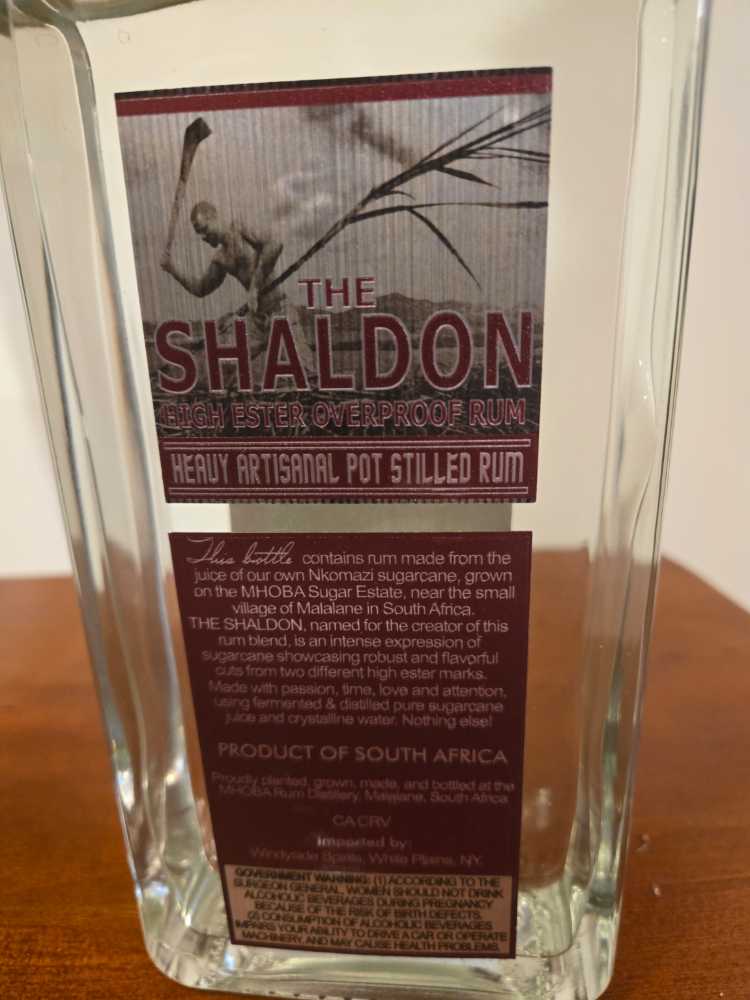 THE
SHALDON
HIGH ESTER OVERPROOF RUM
HEAVY ARTISANAL POT STILLED RUM
This bottle contains rum made from the
juice of our own Nkomazi sugarcane, grown
on the MHOBA Sugar Estate, near the small
village of Malalane in South Africa.
THE SHALDON, named for the creator of this
rum blend, is an intense expression of
sugarcane showcasing robust and flavorful
cuts from two different high ester marks.
Made with passion, time, love and attention,
using fermented & distilled pure sugarcane
juice and crystalline water. Nothing else!
PRODUCT OF SOUTH AFRICA
Proudly planted, grown, made, and bottled at the
MHOBA Rum Distillery, Malalane, South Africa
CA CRV
Imported by:
Windyside Spirits, White Plains, NY.
GOVERNMENT WARNING: (1) ACCORDING TO THE
SURGEON GENERAL, WOMEN SHOULD NOT DRINK
ALCOHOLIC BEVERAGES DURING PREGNANCY
BECAUSE OF THE RISK OF BIRTH DEFECTS.
(2) CONSUMPTION OF ALCOHOLIC BEVERAGES
IMPAIRS YOUR ABILITY TO DRIVE A CAR OR OPERATE
MACHINERY, AND MAY CAUSE HEALTH PROBLEMS.